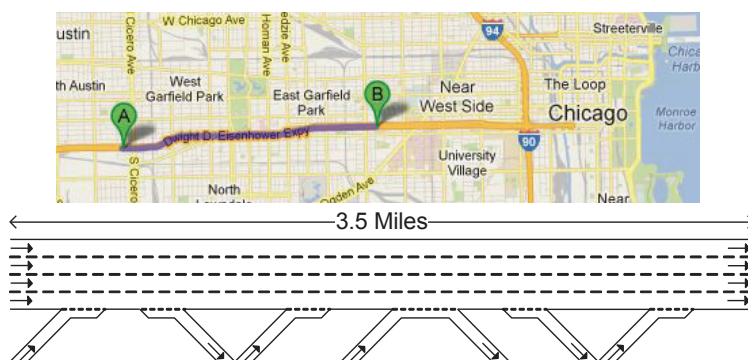 W Chicago Ave
ustin
Cicero Ave
Homan Ave
edzie Ave
94
Streeterville
Chica
Harb
th Austin
West
Garfield Park
East Garfield
Park
Near
West Side
The Loop
Chicago
Monroe
Harbor
A
B
Dwight D. Eisenhower Expy
90
S Cicero
University
Village
North
Ogden Ave
Near
3.5 Miles